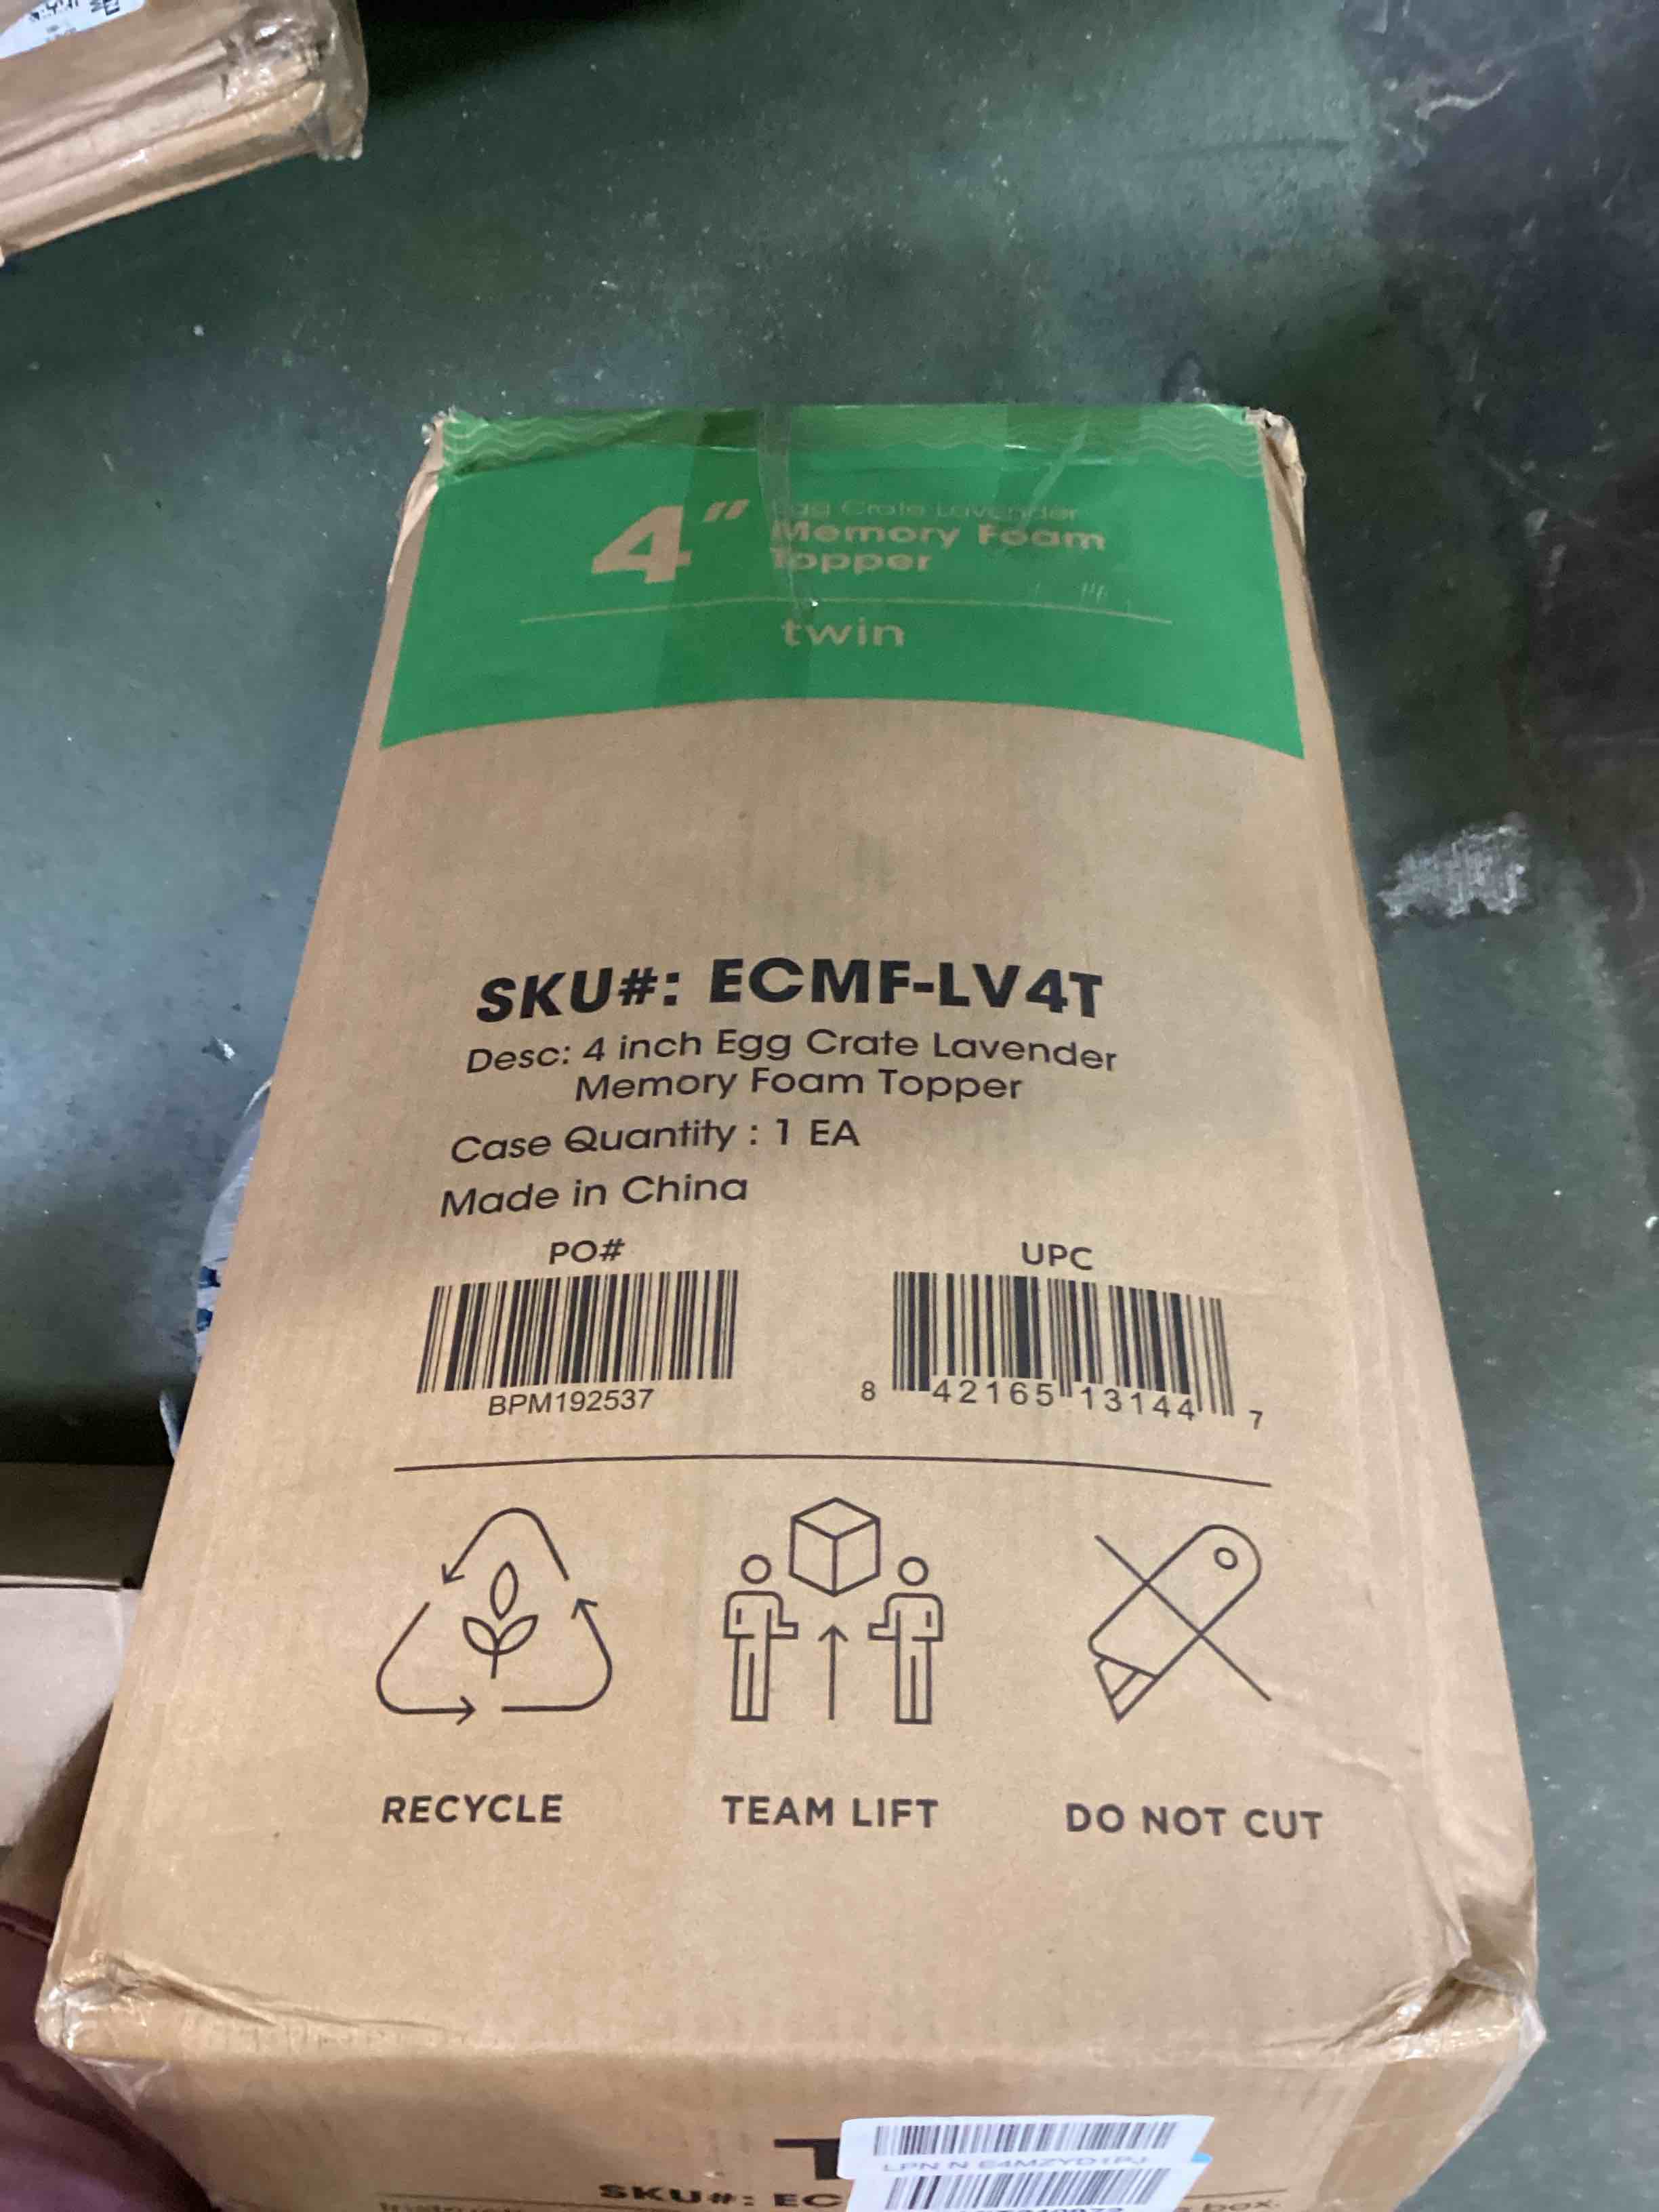 4" Egg Crate Lavender
Memory Foam
Topper
twin
SKU#: ECMF-LV4T
Desc: 4 inch Egg Crate Lavender
Memory Foam Topper
Case Quantity : 1 EA
Made in China
PO# UPC
BPM192537 8 42165 13144 7
RECYCLE TEAM LIFT DO NOT CUT
SKU#: EC
box.